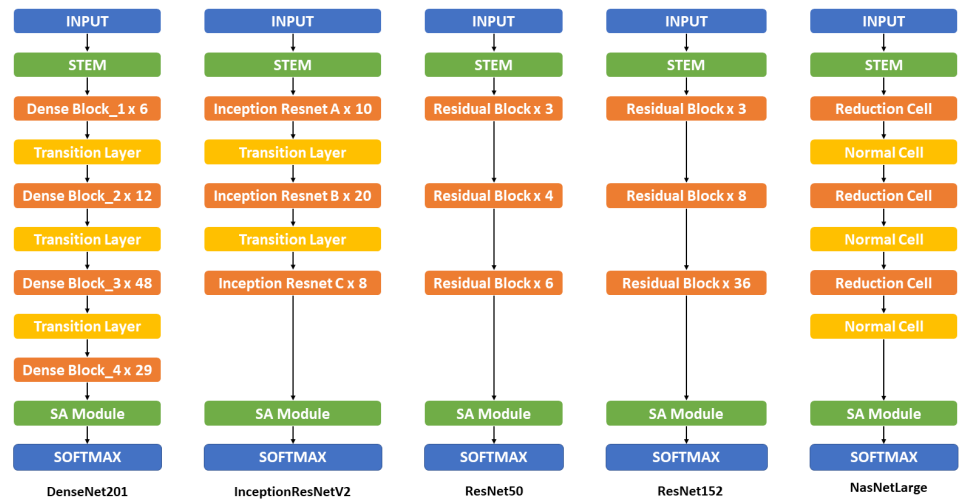 INPUT
STEM
Dense Block_1 x 6
Transition Layer
Dense Block_2 x 12
Transition Layer
Dense Block_3 x 48
Transition Layer
Dense Block_4 x 29
SA Module
SOFTMAX
DenseNet201
INPUT
STEM
Inception Resnet A x 10
Transition Layer
Inception Resnet B x 20
Transition Layer
Inception Resnet C x 8
SA Module
SOFTMAX
InceptionResNetV2
INPUT
STEM
Residual Block x 3
Residual Block x 4
Residual Block x 6
SA Module
SOFTMAX
ResNet50
INPUT
STEM
Residual Block x 3
Residual Block x 8
Residual Block x 36
SA Module
SOFTMAX
ResNet152
INPUT
STEM
Reduction Cell
Normal Cell
Reduction Cell
Normal Cell
Reduction Cell
Normal Cell
SA Module
SOFTMAX
NasNetLarge